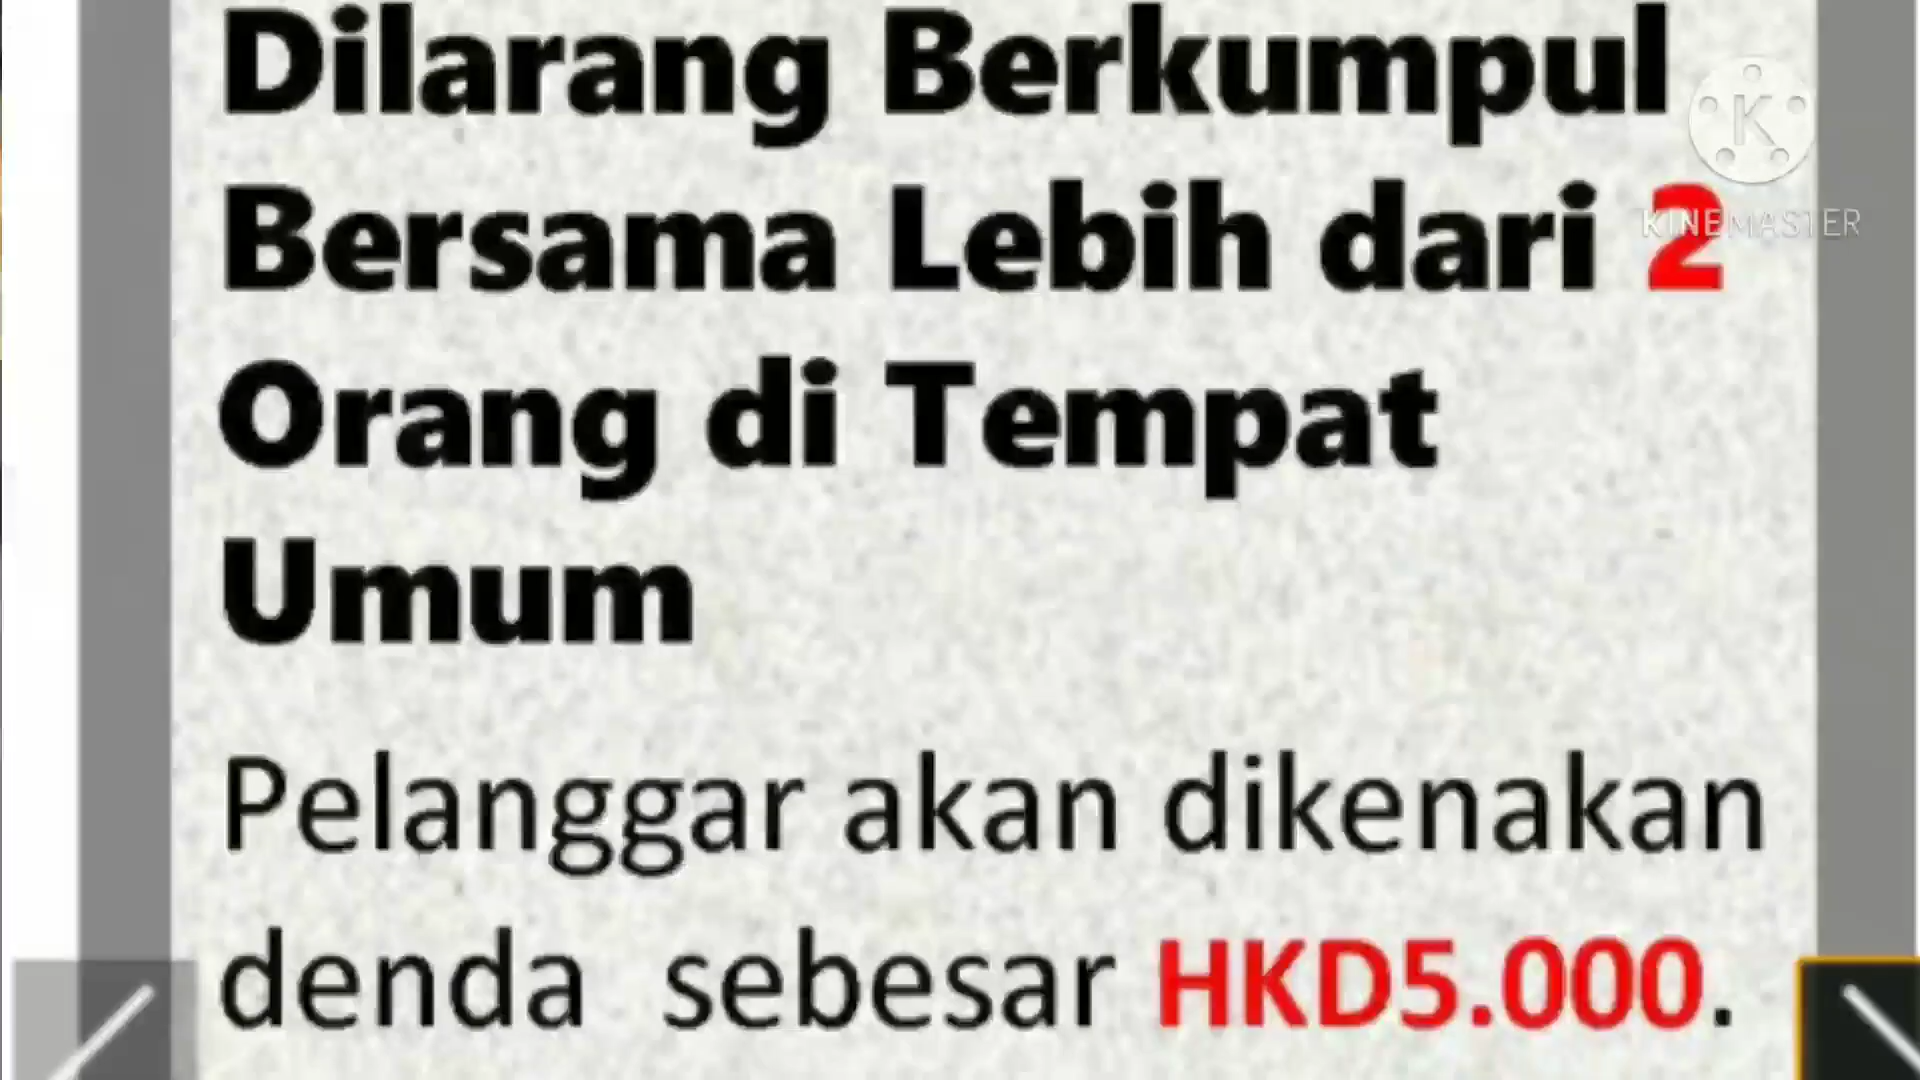 Dilarang Berkumpul
Bersama Lebih dari 2
Orang di Tempat
Umum
Pelanggar akan dikenakan
denda sebesar HKD5.000.
K
KINEMASTER